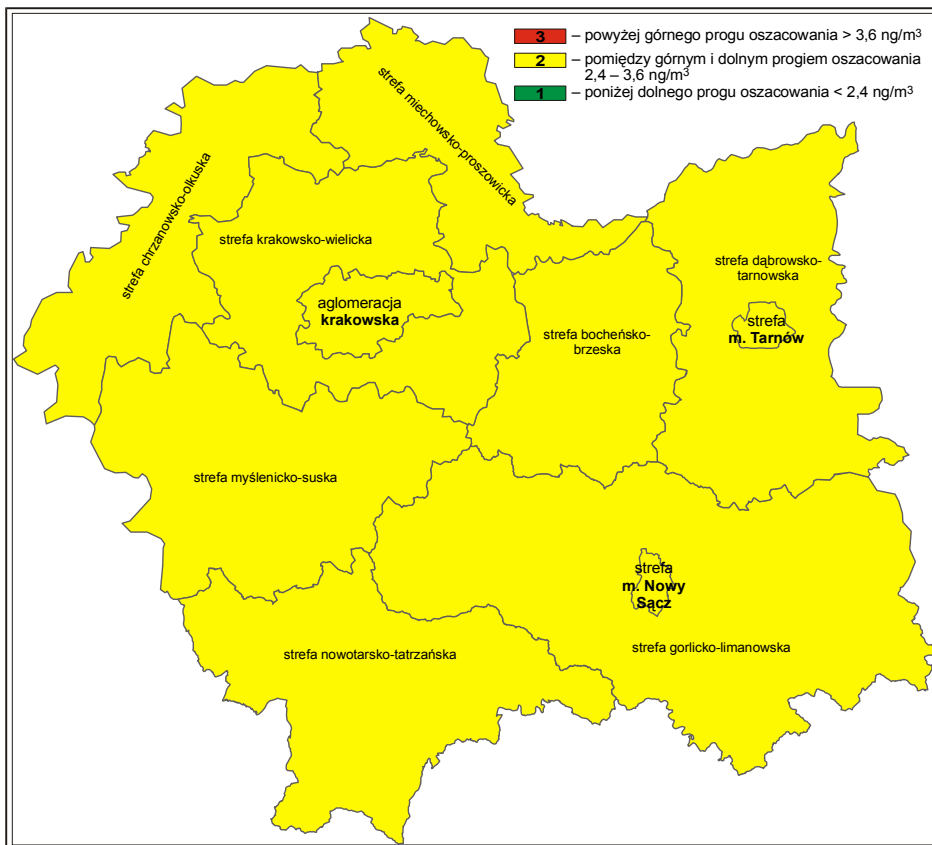 3 – powyżej górnego progu oszacowania > 3,6 ng/m³
2 – pomiędzy górnym i dolnym progiem oszacowania
2,4 – 3,6 ng/m³
1 – poniżej dolnego progu oszacowania < 2,4 ng/m³
strefa miechowsko-proszowicka
strefa chrzanowsko-olkuska
strefa krakowsko-wielicka
aglomeracja
krakowska
strefa dąbrowsko-
tarnowska
strefa
m. Tarnów
strefa bocheńsko-
brzeska
strefa myślenicko-suska
strefa
m. Nowy
Sącz
strefa nowotarsko-tatrzańska
strefa gorlicko-limanowska